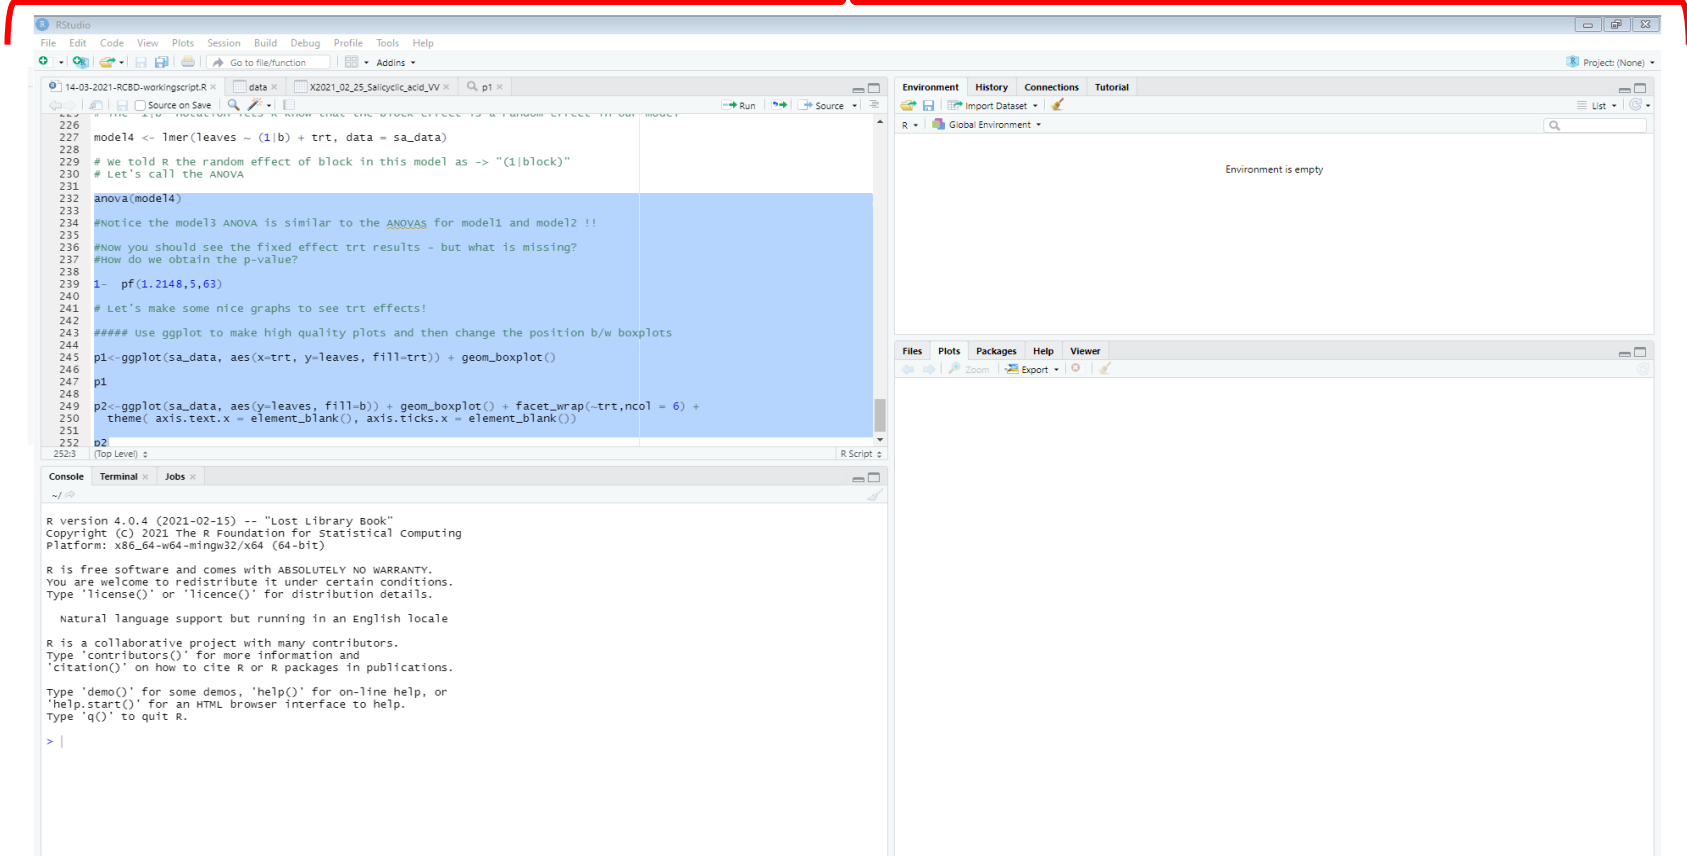 RStudio
File Edit Code View Plots Session Build Debug Profile Tools Help
Go to file/function Addins Project: (None)
14-03-2021-RCBD-workingscript.R data X2021_02_25_Salicyclic_acid_VV p1
Source on Save Run Source
# The "1|b" notation lets R know that the block effect is a random effect in our model
226
227 model4 <- lmer(leaves ~ (1|b) + trt, data = sa_data)
228
229 # We told R the random effect of block in this model as -> "(1|block)"
230 # Let's call the ANOVA
231
232 anova(model4)
233
234 #Notice the model3 ANOVA is similar to the ANOVAs for model1 and model2 !!
235
236 #Now you should see the fixed effect trt results - but what is missing?
237 #How do we obtain the p-value?
238
239 1- pf(1.2148,5,63)
240
241 # Let's make some nice graphs to see trt effects!
242
243 ##### Use ggplot to make high quality plots and then change the position b/w boxplots
244
245 p1<-ggplot(sa_data, aes(x=trt, y=leaves, fill=trt)) + geom_boxplot()
246
247 p1
248
249 p2<-ggplot(sa_data, aes(y=leaves, fill=b)) + geom_boxplot() + facet_wrap(~trt,ncol = 6) +
250 theme( axis.text.x = element_blank(), axis.ticks.x = element_blank())
251
252 p2
252:3 (Top Level) R Script
Console Terminal Jobs
~/
R version 4.0.4 (2021-02-15) -- "Lost Library Book"
Copyright (C) 2021 The R Foundation for Statistical Computing
Platform: x86_64-w64-mingw32/x64 (64-bit)
R is free software and comes with ABSOLUTELY NO WARRANTY.
You are welcome to redistribute it under certain conditions.
Type 'license()' or 'licence()' for distribution details.
Natural language support but running in an English locale
R is a collaborative project with many contributors.
Type 'contributors()' for more information and
'citation()' on how to cite R or R packages in publications.
Type 'demo()' for some demos, 'help()' for on-line help, or
'help.start()' for an HTML browser interface to help.
Type 'q()' to quit R.
>
Environment History Connections Tutorial
Import Dataset List
R Global Environment
Environment is empty
Files Plots Packages Help Viewer
Zoom Export